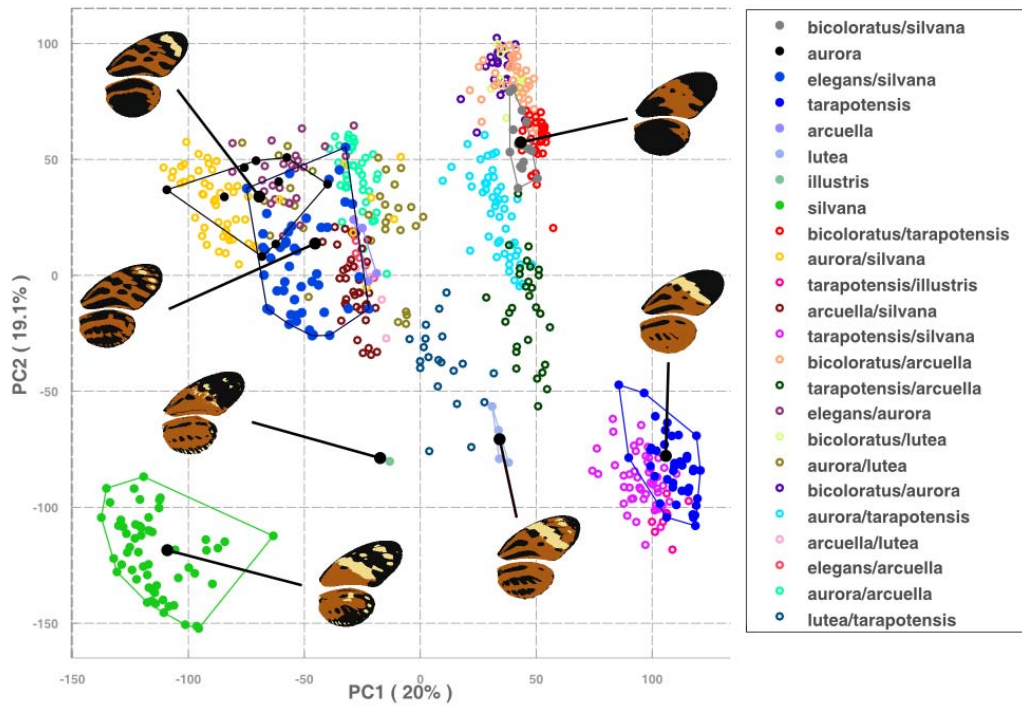 100
50
0
-50
-100
-150
PC2 ( 19.1% )
-150
-100
-50
0
50
100
PC1 ( 20% )
bicoloratus/silvana
aurora
elegans/silvana
tarapotensis
arcuella
lutea
illustris
silvana
bicoloratus/tarapotensis
aurora/silvana
tarapotensis/illustris
arcuella/silvana
tarapotensis/silvana
bicoloratus/arcuella
tarapotensis/arcuella
elegans/aurora
bicoloratus/lutea
aurora/lutea
bicoloratus/aurora
aurora/tarapotensis
arcuella/lutea
elegans/arcuella
aurora/arcuella
lutea/tarapotensis